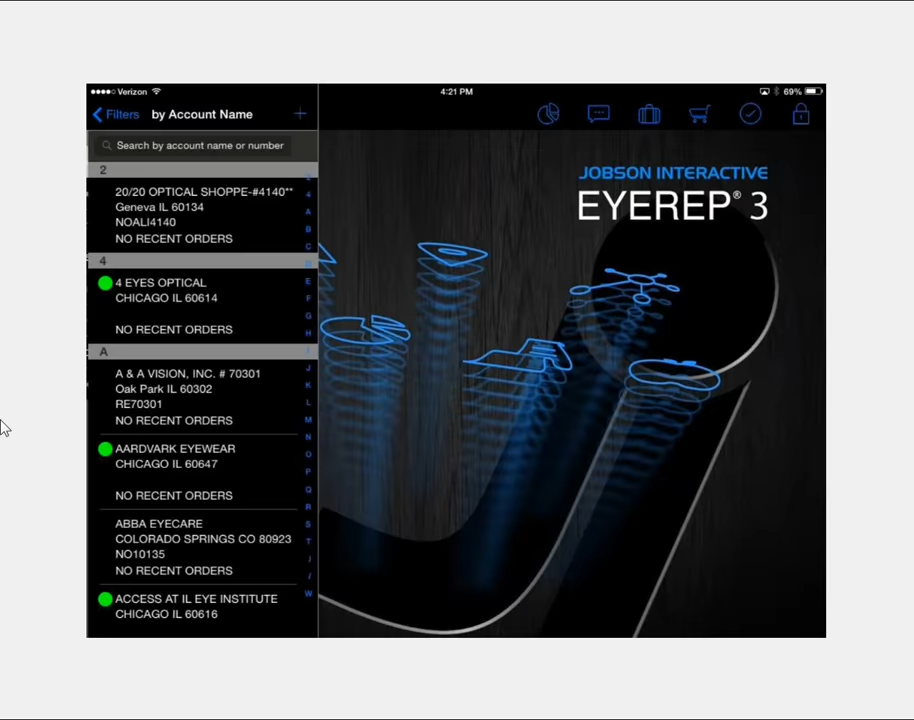 Verizon 4:21 PM 69%
Filters by Account Name +
Search by account name or number
2
20/20 OPTICAL SHOPPE-#4140**
Geneva IL 60134
NOALI4140
NO RECENT ORDERS
4
4 EYES OPTICAL
CHICAGO IL 60614
NO RECENT ORDERS
A
A & A VISION, INC. # 70301
Oak Park IL 60302
RE70301
NO RECENT ORDERS
AARDVARK EYEWEAR
CHICAGO IL 60647
NO RECENT ORDERS
ABBA EYECARE
COLORADO SPRINGS CO 80923
NO10135
NO RECENT ORDERS
ACCESS AT IL EYE INSTITUTE
CHICAGO IL 60616
4
A
B
C
E
F
G
H
J
K
L
M
N
O
P
Q
R
S
T
W
JOBSON INTERACTIVE
EYEREP® 3